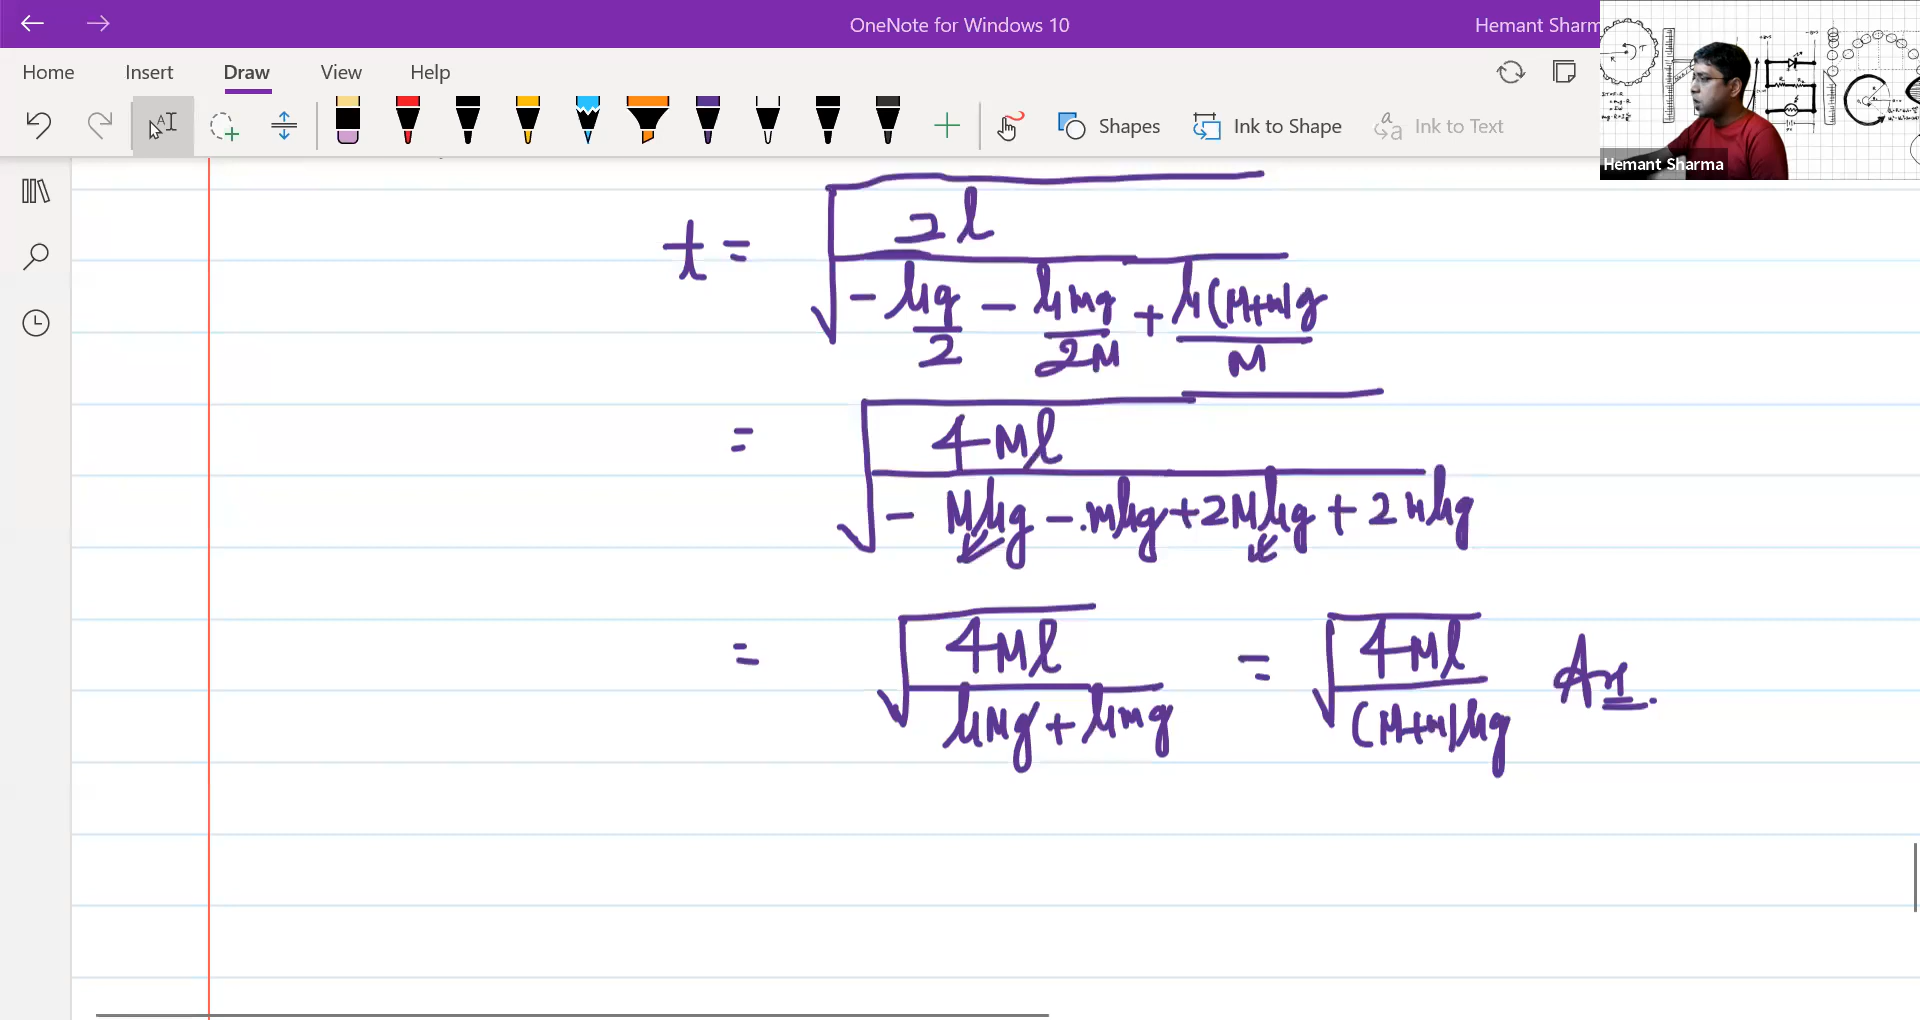 OneNote for Windows 10
Hemant Sharm
Home Insert Draw View Help
Shapes Ink to Shape Ink to Text
Hemant Sharma
t = √(2l / (-μg/2 - μmg/2M + μ(M+m)g/M))
= √(4Ml / (-Mμg - mμg + 2Mμg + 2mμg))
= √(4Ml / (μMg + μmg)) = √(4Ml / ((M+m)μg)) Ans.